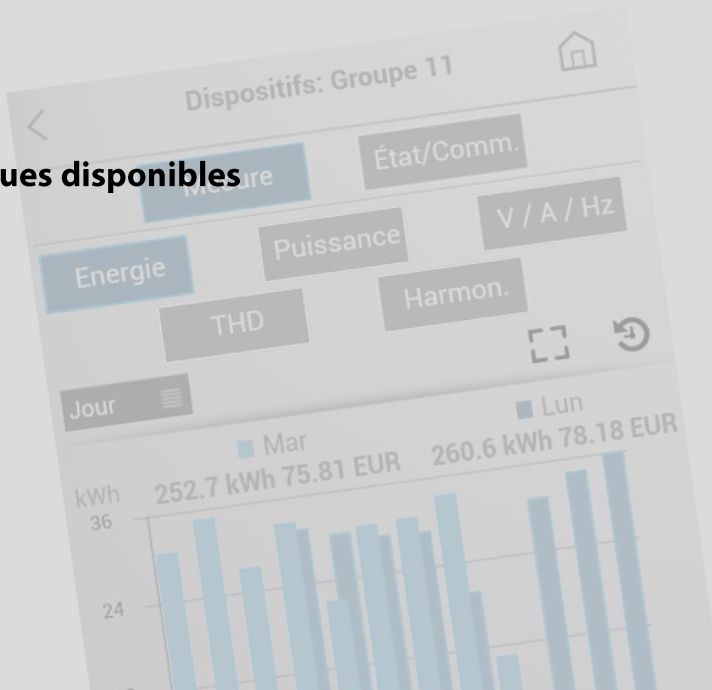 Dispositifs: Groupe 11
État/Comm.
ues disponibles
Mesure
V / A / Hz
Puissance
Energie
Harmon.
THD
Jour
Mar
Lun
252.7 kWh 75.81 EUR
260.6 kWh 78.18 EUR
kWh
36
24